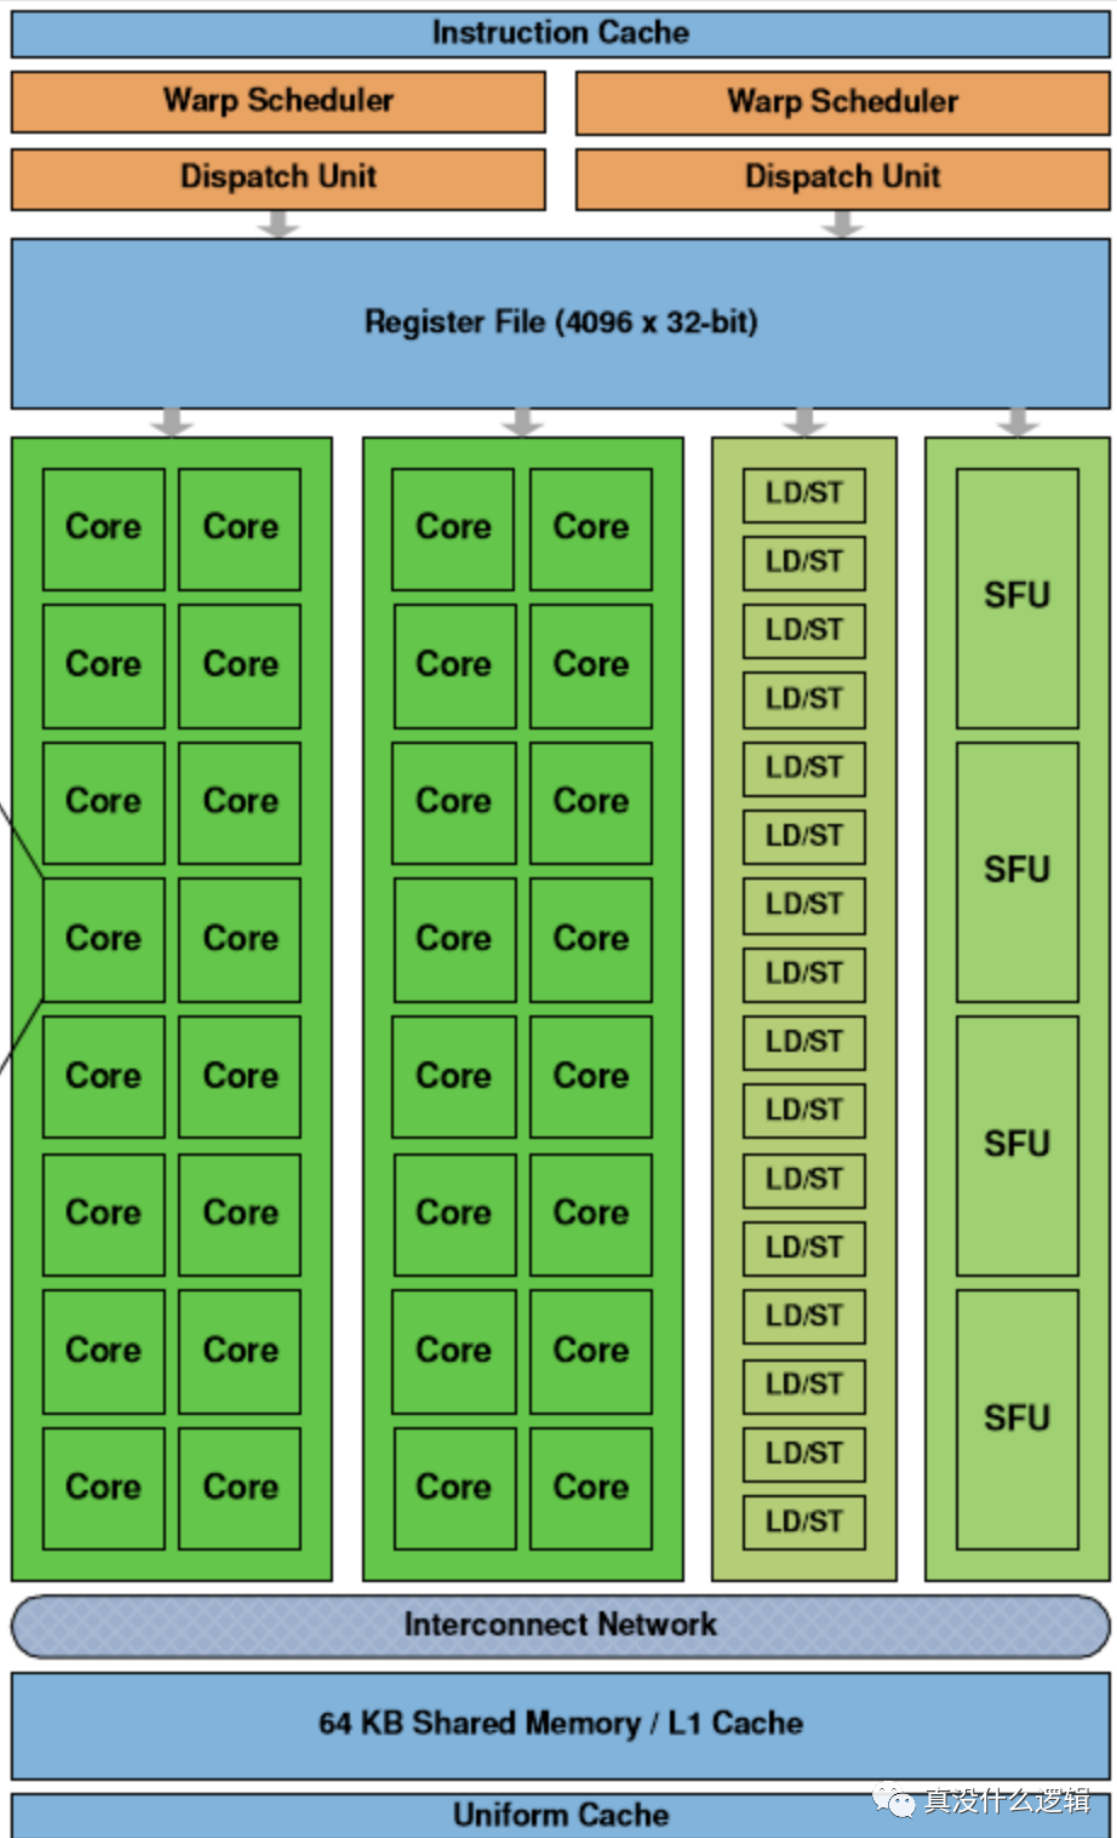 Instruction Cache
Warp Scheduler Warp Scheduler
Dispatch Unit Dispatch Unit
Register File (4096 x 32-bit)
Core Core Core Core LD/ST
LD/ST
SFU
Core Core Core Core LD/ST
LD/ST
Core Core Core Core LD/ST
LD/ST
SFU
Core Core Core Core LD/ST
LD/ST
Core Core Core Core LD/ST
LD/ST
SFU
Core Core Core Core LD/ST
LD/ST
Core Core Core Core LD/ST
LD/ST
SFU
Core Core Core Core LD/ST
LD/ST
Interconnect Network
64 KB Shared Memory / L1 Cache
真没什么逻辑
Uniform Cache